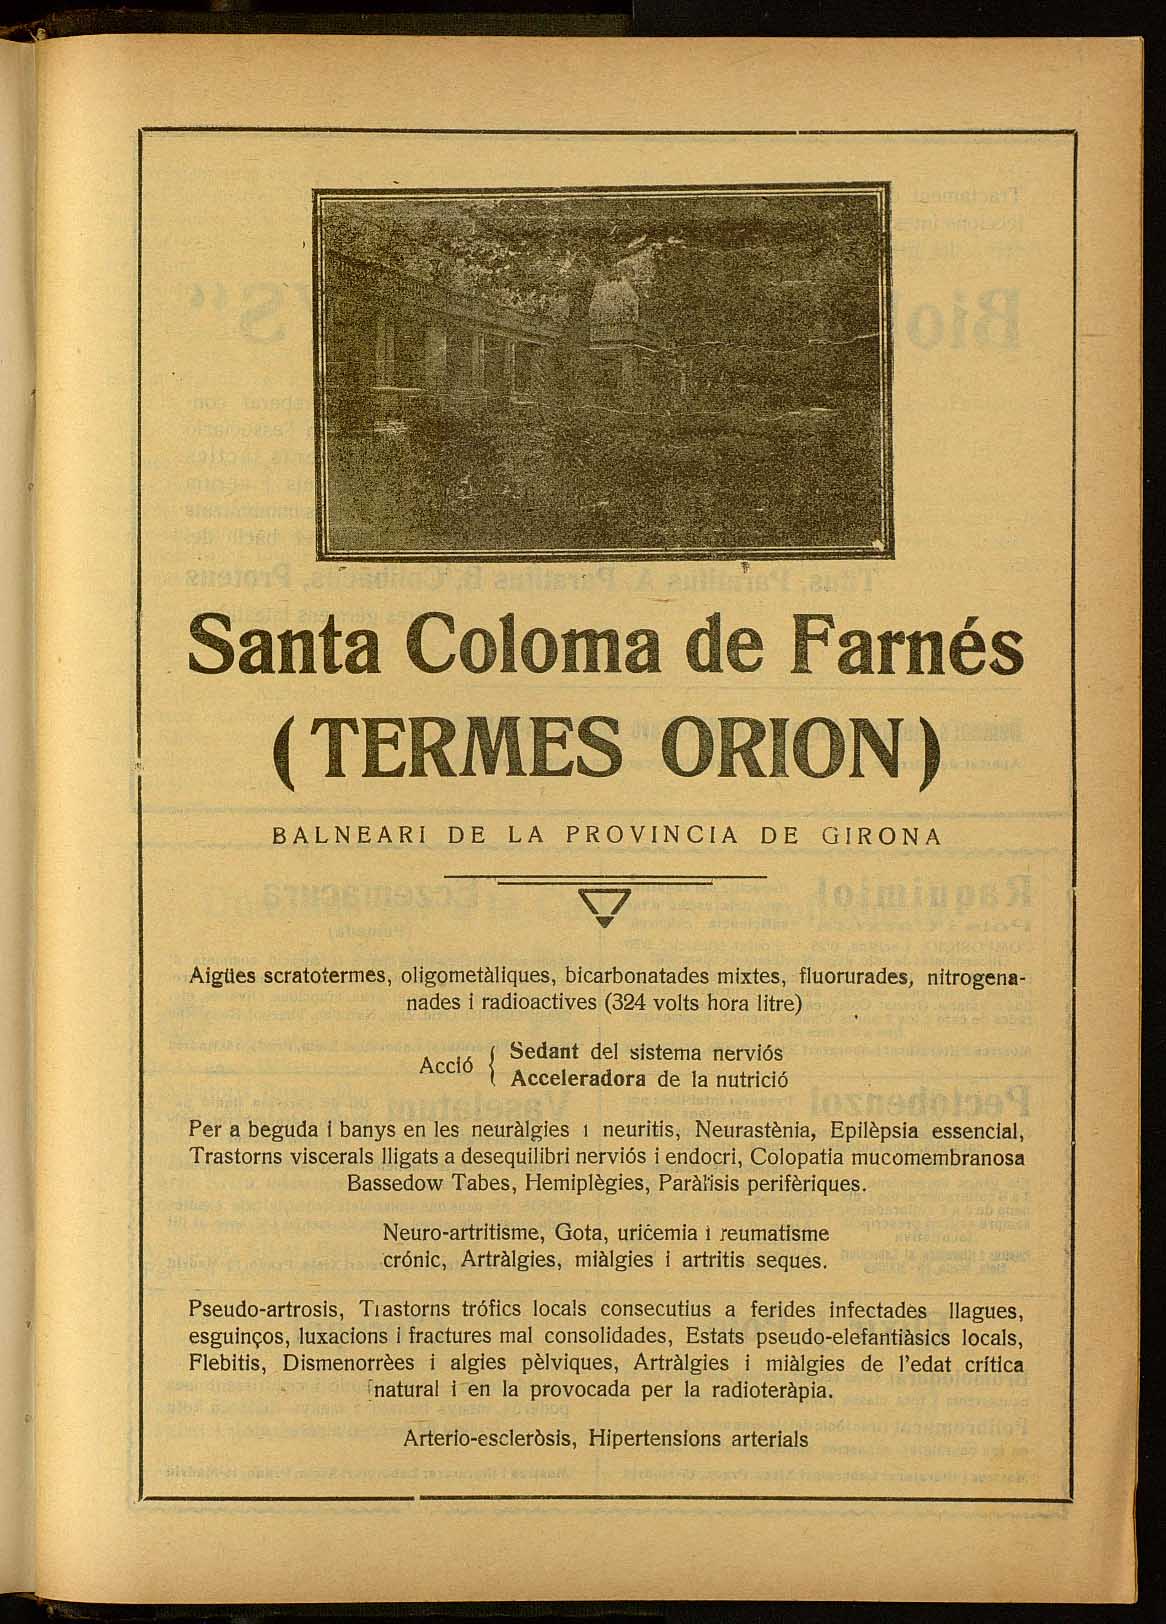 Santa Coloma de Farnés
(TERMES ORION)
BALNEARI DE LA PROVINCIA DE GIRONA
Aigües scratotermes, oligometàliques, bicarbonatades mixtes, fluorurades, nitrogena-
nades i radioactives (324 volts hora litre)
Acció { Sedant del sistema nerviós
Acceleradora de la nutrició
Per a beguda i banys en les neuràlgies i neuritis, Neurastènia, Epilèpsia essencial,
Trastorns viscerals lligats a desequilibri nerviós i endocri, Colopatia mucomembranosa
Bassedow Tabes, Hemiplègies, Paràlisis perifèriques.
Neuro-artritisme, Gota, uricemia i reumatisme
crónic, Artràlgies, miàlgies i artritis seques.
Pseudo-artrosis, Trastorns trófics locals consecutius a ferides infectades llagues,
esguinços, luxacions i fractures mal consolidades, Estats pseudo-elefantiàsics locals,
Flebitis, Dismenorrèes i algies pèlviques, Artràlgies i miàlgies de l'edat crítica
natural i en la provocada per la radioteràpia.
Arterio-escleròsis, Hipertensions arterials